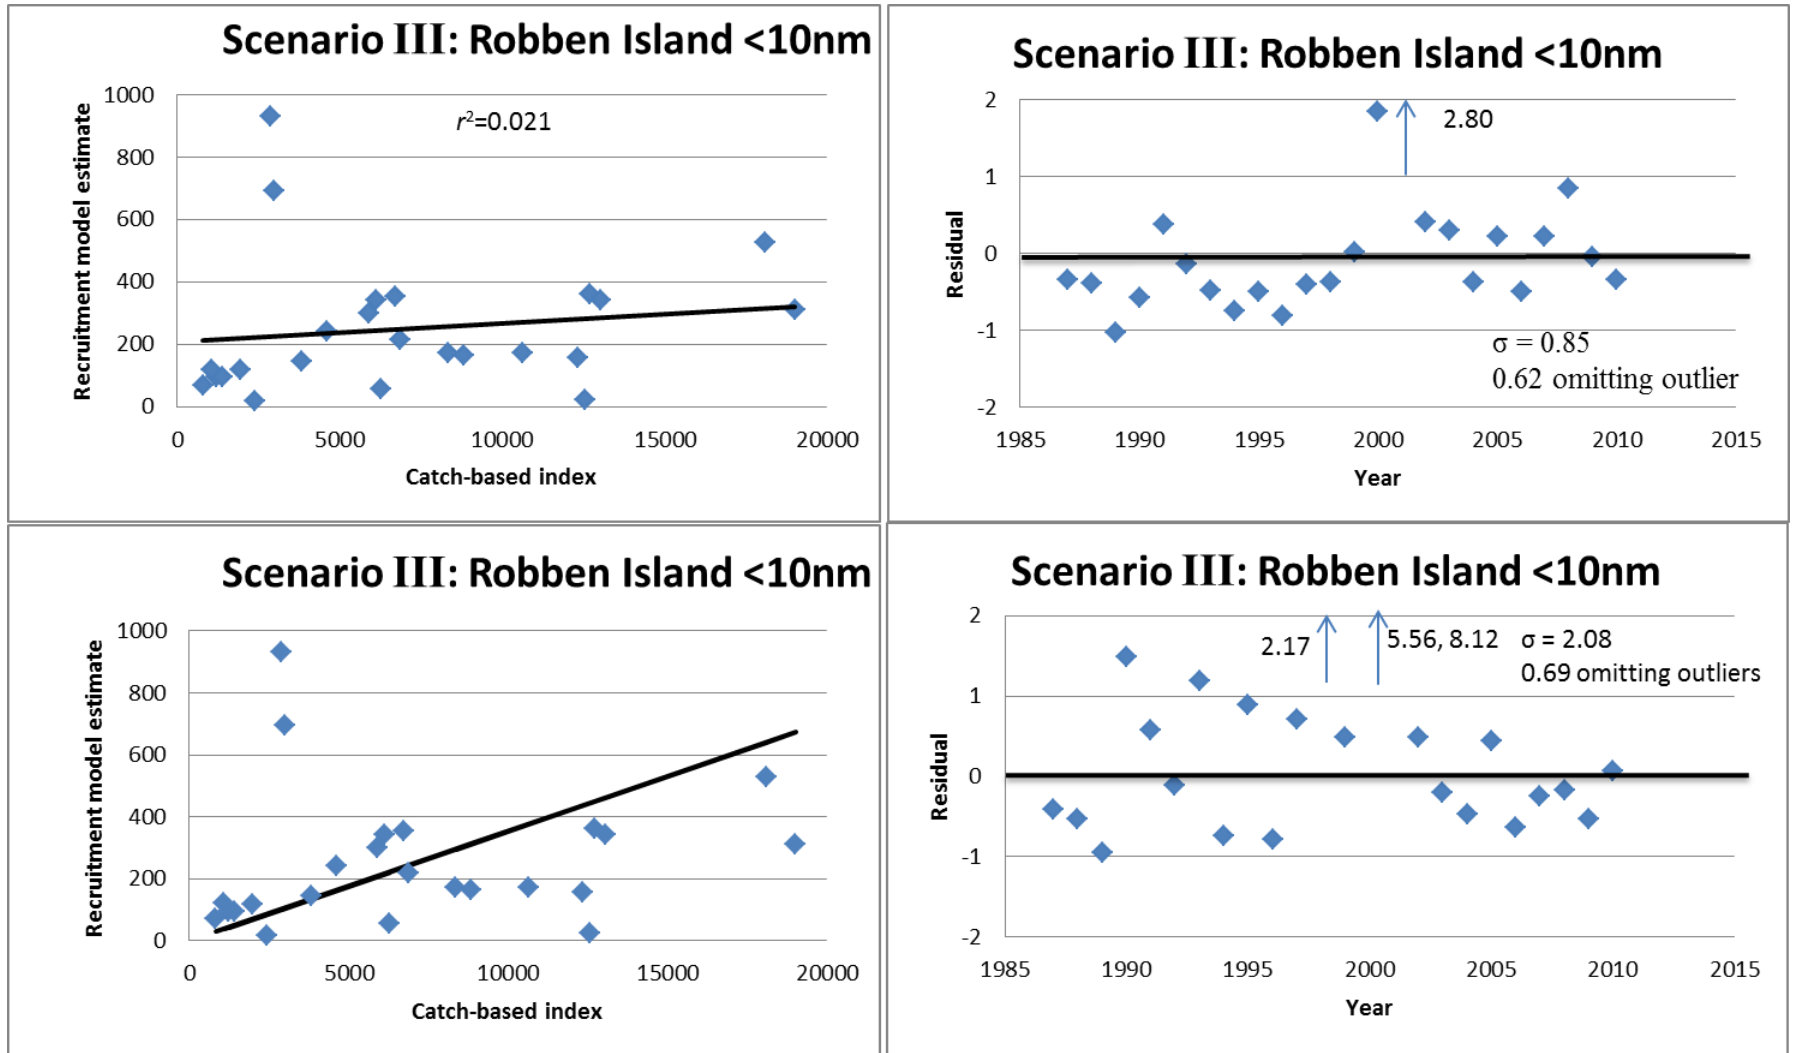 Scenario III: Robben Island <10nm
r²=0.021
Recruitment model estimate
1000
800
600
400
200
0
0 5000 10000 15000 20000
Catch-based index
Scenario III: Robben Island <10nm
2.80
Residual
2
1
0
-1
-2
σ = 0.85
0.62 omitting outlier
1985 1990 1995 2000 2005 2010 2015
Year
Scenario III: Robben Island <10nm
Recruitment model estimate
1000
800
600
400
200
0
0 5000 10000 15000 20000
Catch-based index
Scenario III: Robben Island <10nm
2.17
5.56, 8.12
σ = 2.08
0.69 omitting outliers
Residual
2
1
0
-1
-2
1985 1990 1995 2000 2005 2010 2015
Year